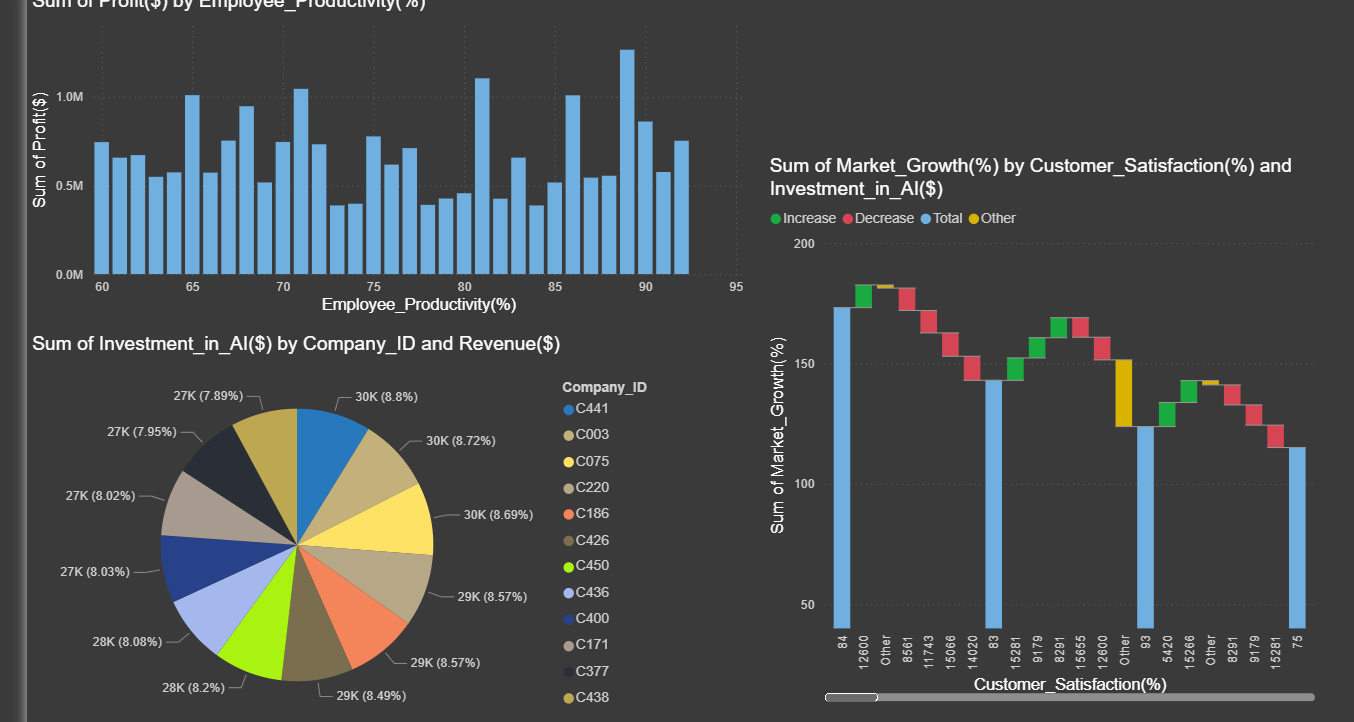 Sum of Profit($) by Employee_Productivity(%)
Sum of Profit($)
1.0M
0.5M
0.0M
60 65 70 75 80 85 90 95
Employee_Productivity(%)
Sum of Investment_in_AI($) by Company_ID and Revenue($)
30K (8.8%)
30K (8.72%)
30K (8.69%)
29K (8.57%)
29K (8.57%)
29K (8.49%)
28K (8.2%)
28K (8.08%)
27K (8.03%)
27K (8.02%)
27K (7.95%)
27K (7.89%)
Company_ID
C441
C003
C075
C220
C186
C426
C450
C436
C400
C171
C377
C438
Sum of Market_Growth(%) by Customer_Satisfaction(%) and
Investment_in_AI($)
Increase Decrease Total Other
Sum of Market_Growth(%)
200
150
100
50
84
12600
Other
8561
11743
15066
14020
83
15281
9179
8291
15655
12600
Other
93
5420
15266
Other
8291
9179
15281
75
Customer_Satisfaction(%)